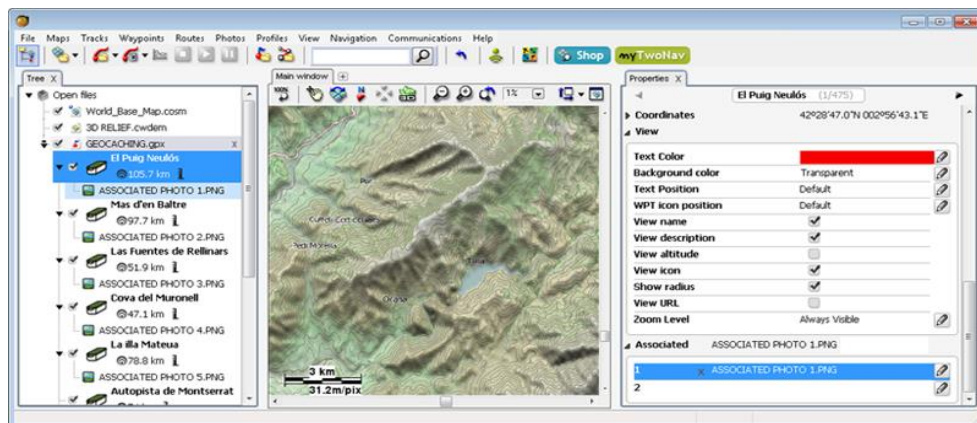 File Maps Tracks Waypoints Routes Photos Profiles View Navigation Communications Help
Shop
myTwoNav
Tree X
Open files
World_Base_Map.cosm
3D RELIEF.cwdem
GEOCACHING.gpx x
El Puig Neulós
105.7 km
ASSOCIATED PHOTO 1.PNG
Mas d'en Baltre
97.7 km
ASSOCIATED PHOTO 2.PNG
Las Fuentes de Rellinars
51.9 km
ASSOCIATED PHOTO 3.PNG
Cova del Muronell
47.1 km
ASSOCIATED PHOTO 4.PNG
La illa Mateua
78.8 km
ASSOCIATED PHOTO 5.PNG
Autopista de Montserrat
Main window
100%
1%
3 km
31.2m/pix
Properties X
El Puig Neulós (1/475)
Coordinates 42º28'47.0"N 002º56'43.1"E
View
Text Color
Background color Transparent
Text Position Default
WPT icon position Default
View name
View description
View altitude
View icon
Show radius
View URL
Zoom Level Always Visible
Associated ASSOCIATED PHOTO 1.PNG
1 x ASSOCIATED PHOTO 1.PNG
2